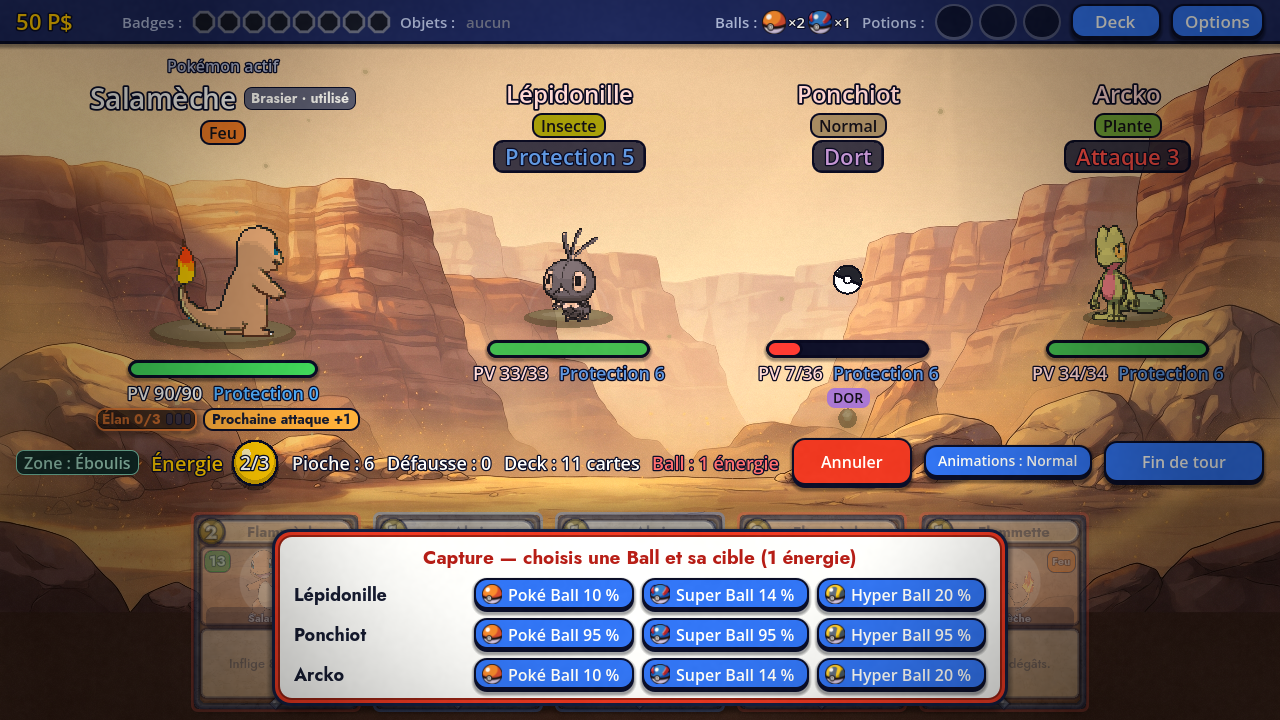 50 P$ Badges : Objets : aucun Balls : ×2 ×1 Potions : Deck Options
Pokémon actif
Salamèche Brasier · utilisé
Feu
Lépidonille
Insecte
Protection 5
Ponchiot
Normal
Dort
Arcko
Plante
Attaque 3
PV 90/90 Protection 0
Élan 0/3
Prochaine attaque +1
PV 33/33 Protection 6
PV 7/36 Protection 6
DOR
PV 34/34 Protection 6
Zone : Éboulis Énergie 2/3 Pioche : 6 Défausse : 0 Deck : 11 cartes Ball : 1 énergie Annuler Animations : Normal Fin de tour
2
13
Feu
Inflige
dégâts.
Capture — choisis une Ball et sa cible (1 énergie)
Lépidonille Poké Ball 10 % Super Ball 14 % Hyper Ball 20 %
Ponchiot Poké Ball 95 % Super Ball 95 % Hyper Ball 95 %
Arcko Poké Ball 10 % Super Ball 14 % Hyper Ball 20 %